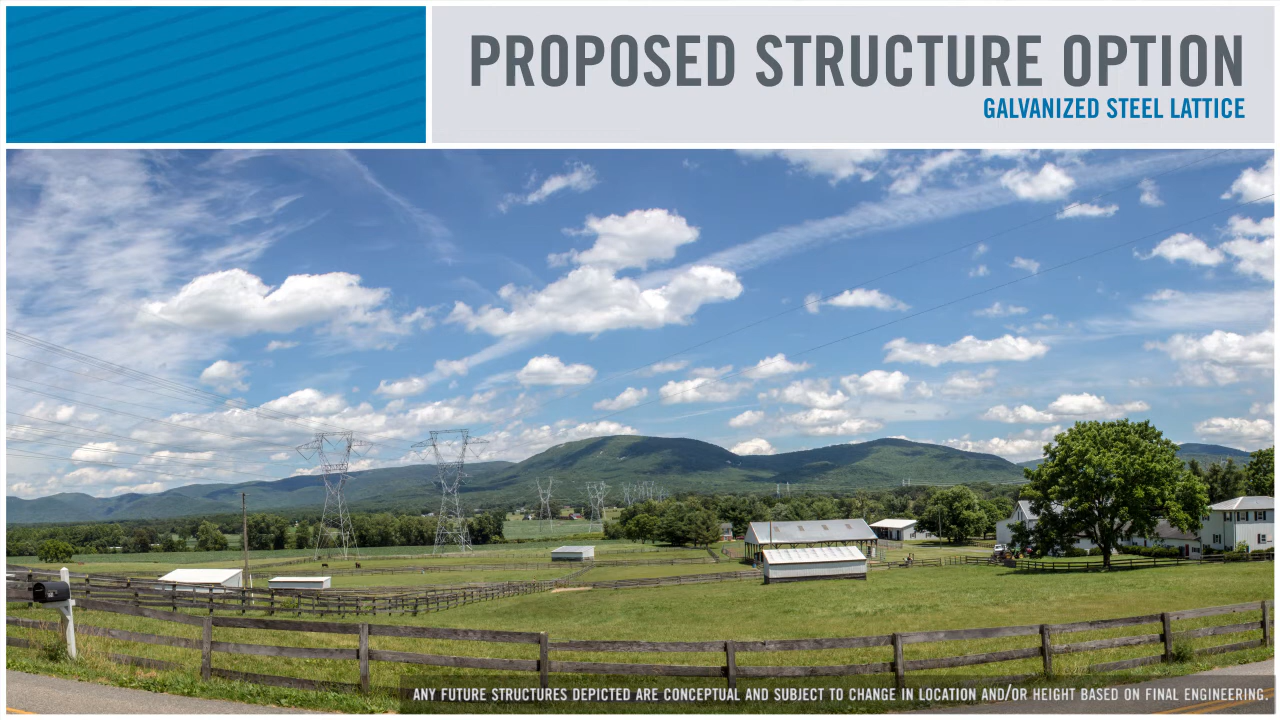 PROPOSED STRUCTURE OPTION
GALVANIZED STEEL LATTICE
ANY FUTURE STRUCTURES DEPICTED ARE CONCEPTUAL AND SUBJECT TO CHANGE IN LOCATION AND/OR HEIGHT BASED ON FINAL ENGINEERING.